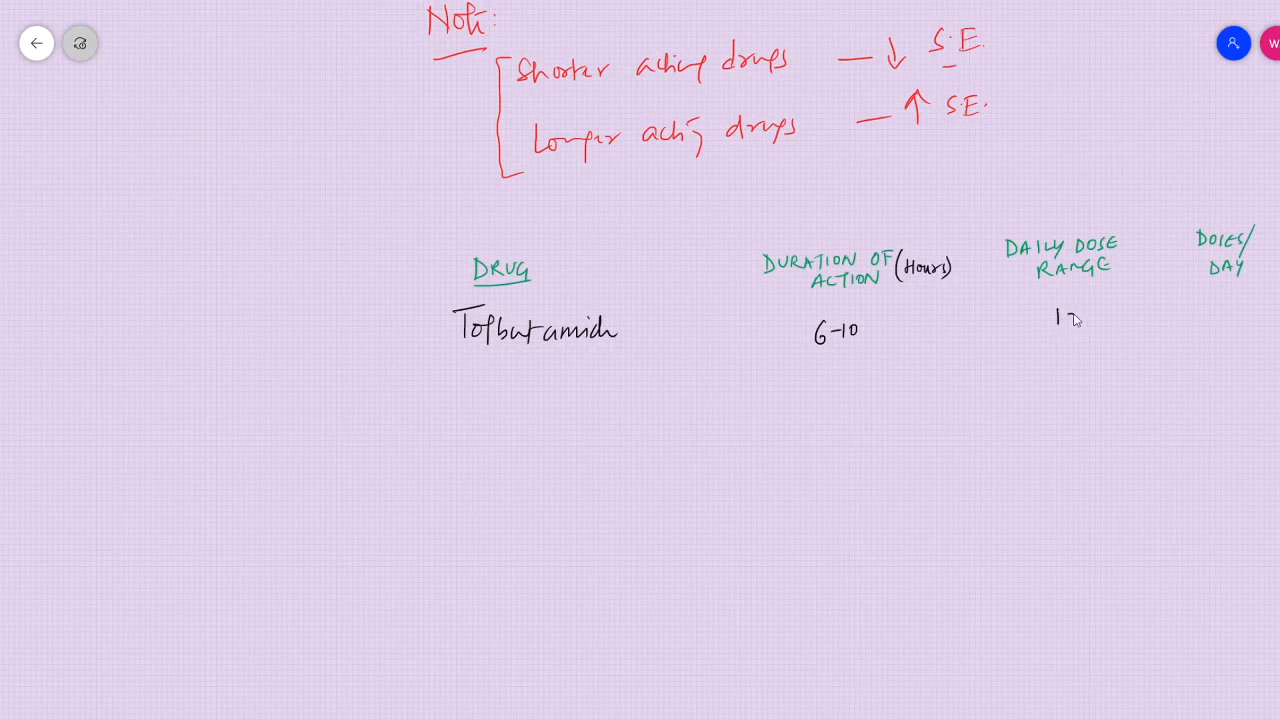 Note:
Shorter acting drugs — ↓ S.E.
Longer acting drugs — ↑ S.E.
DRUG
DURATION OF ACTION (Hours)
DAILY DOSE RANGE
DOSES/ DAY
Tolbutamide
6-10
1-
W